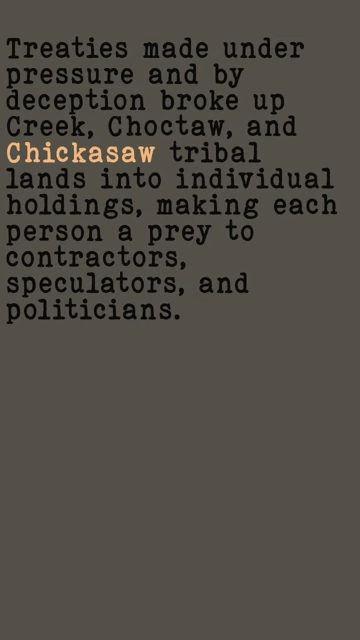 Treaties made under
pressure and by
deception broke up
Creek, Choctaw, and
Chickasaw tribal
lands into individual
holdings, making each
person a prey to
contractors,
speculators, and
politicians.